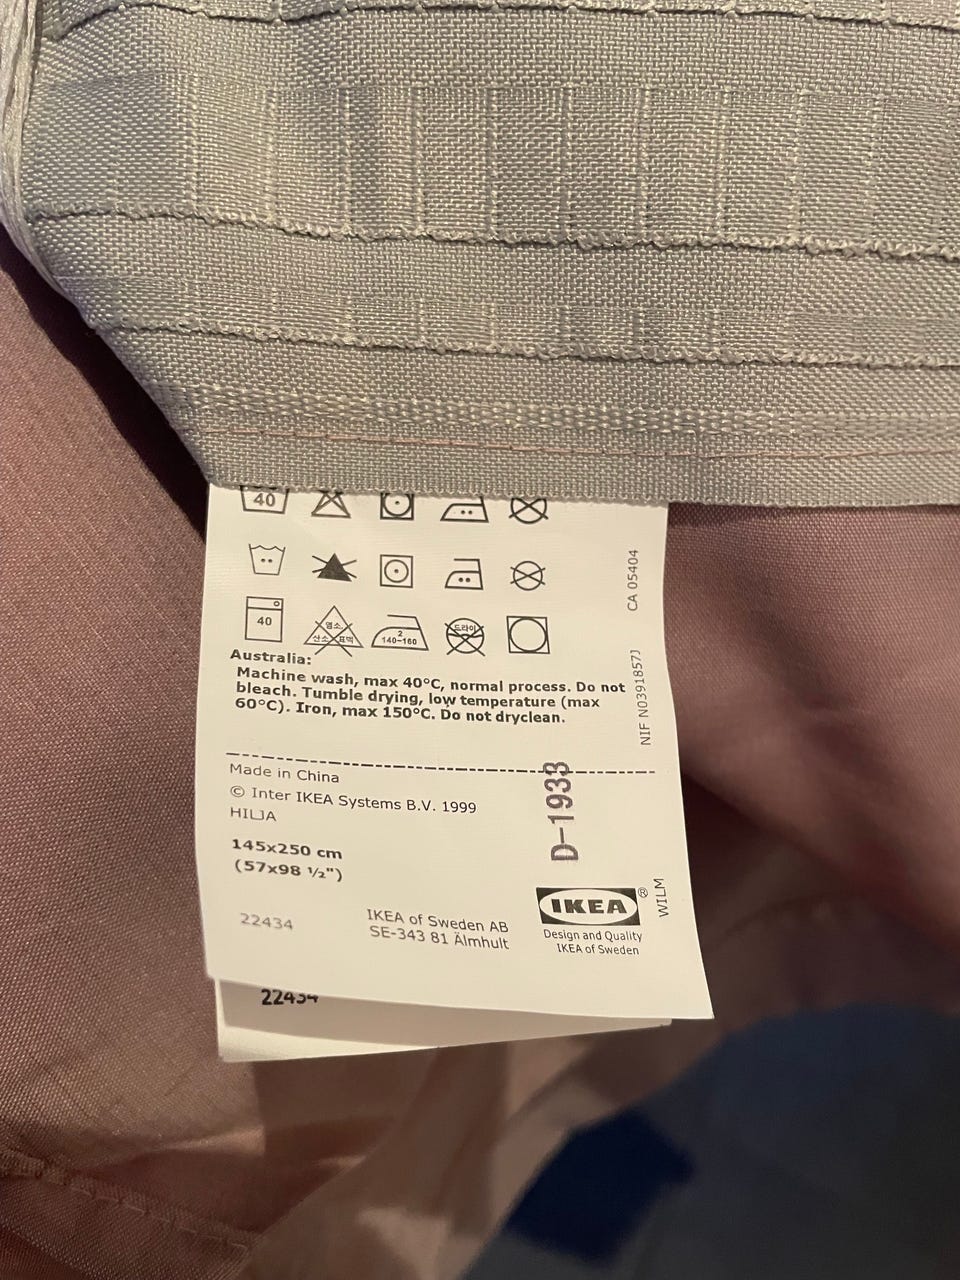 40
40
염소
산소 표백
2
140-160
드라이
Australia:
Machine wash, max 40°C, normal process. Do not
bleach. Tumble drying, low temperature (max
60°C). Iron, max 150°C. Do not dryclean.
CA 05404
NIF N0391857J
Made in China
© Inter IKEA Systems B.V. 1999
HILJA
145x250 cm
(57x98 ½")
D-1933
22434
IKEA of Sweden AB
SE-343 81 Älmhult
IKEA®
Design and Quality
IKEA of Sweden
WILM
22434